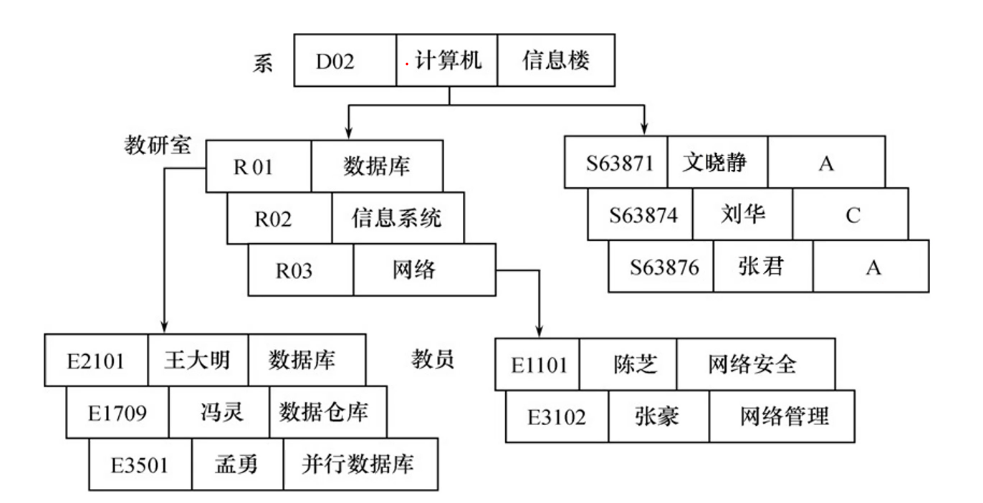 系 D02 计算机 信息楼
教研室
R01 数据库
S63871 文晓静 A
R02 信息系统
S63874 刘华 C
R03 网络
S63876 张君 A
E2101 王大明 数据库
教员
E1101 陈芝 网络安全
E1709 冯灵 数据仓库
E3102 张豪 网络管理
E3501 孟勇 并行数据库